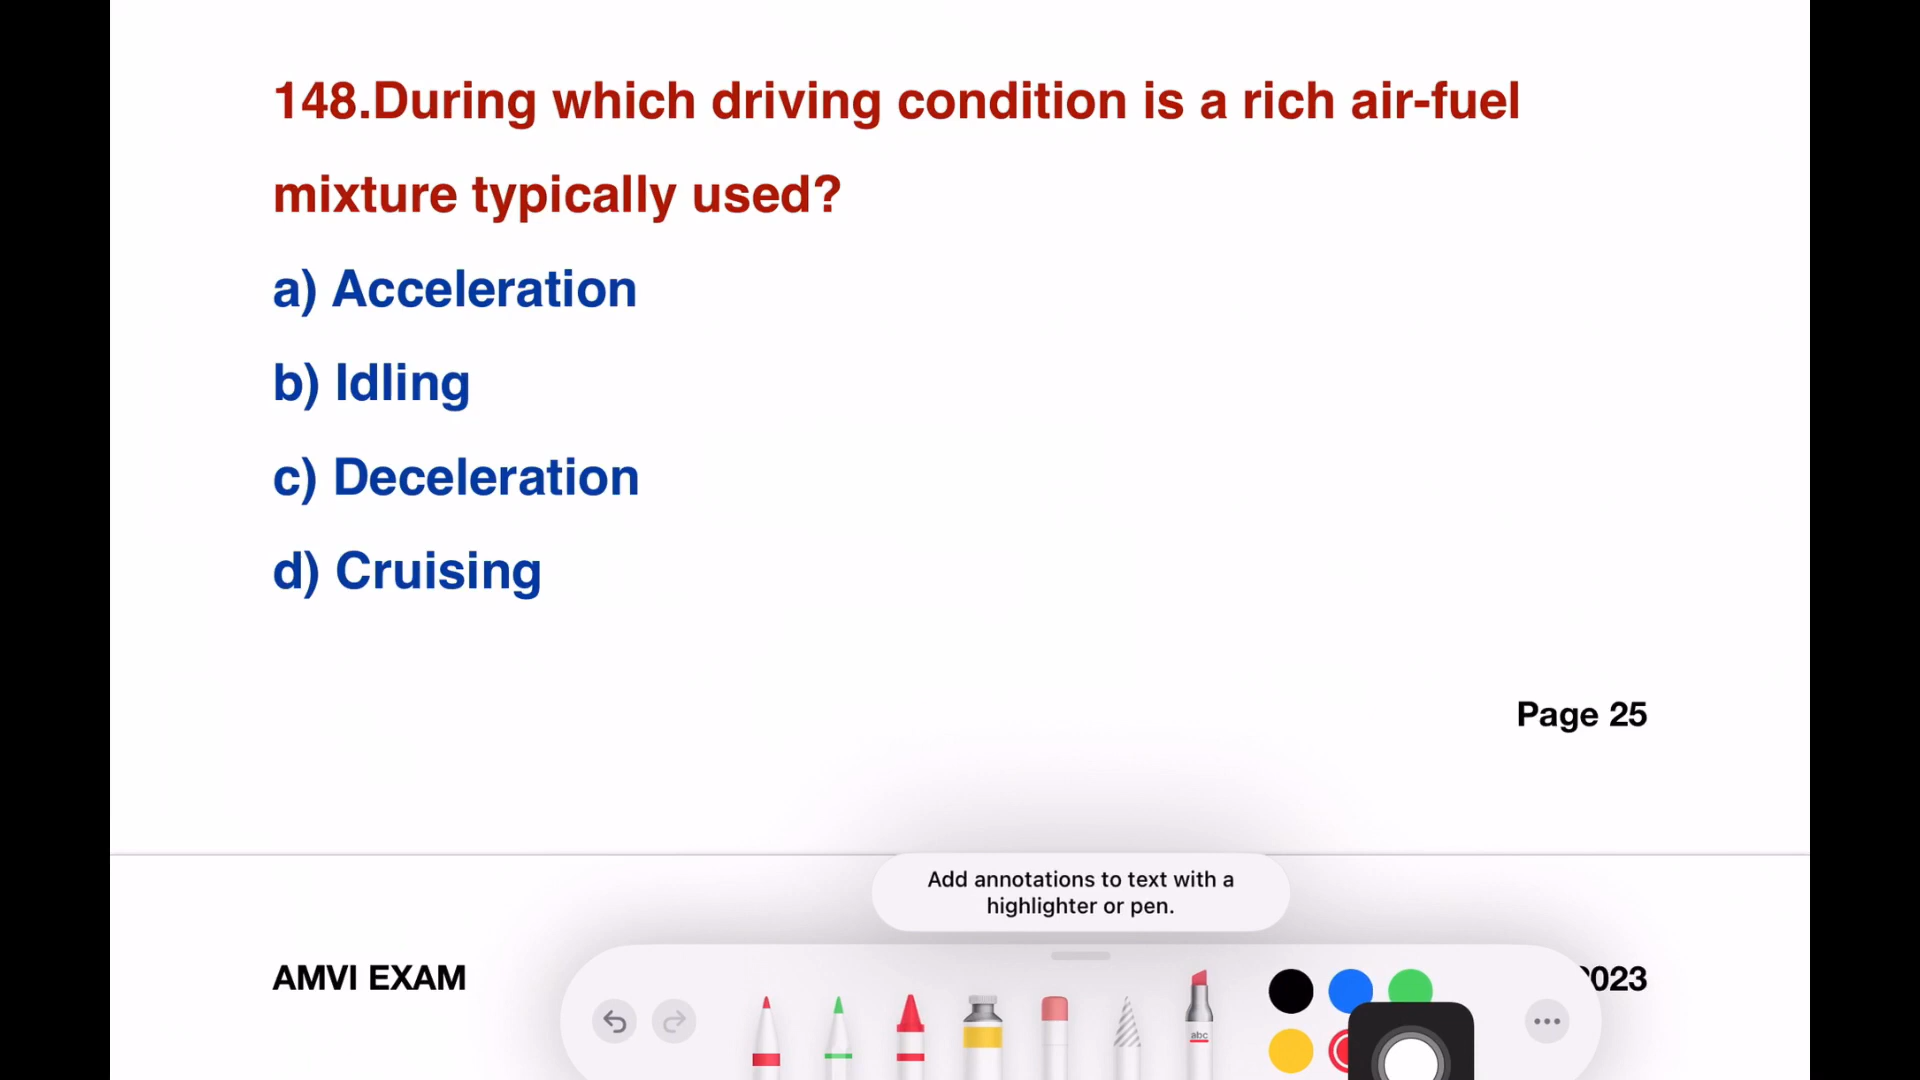 148.During which driving condition is a rich air-fuel
mixture typically used?
a) Acceleration
b) Idling
c) Deceleration
d) Cruising
Page 25
Add annotations to text with a
highlighter or pen.
AMVI EXAM
023
abc